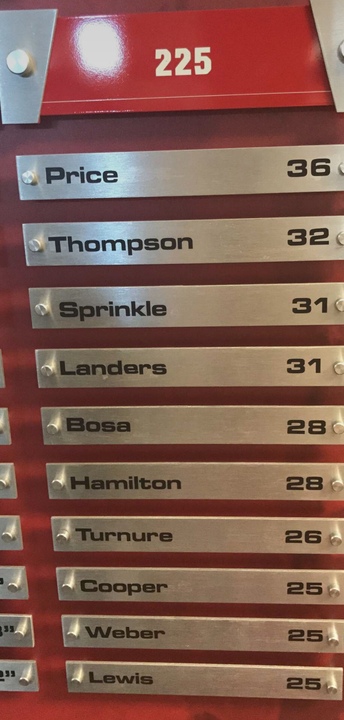 225
Price 36
Thompson 32
Sprinkle 31
Landers 31
Bosa 28
Hamilton 28
Turnure 26
Cooper 25
Weber 25
Lewis 25